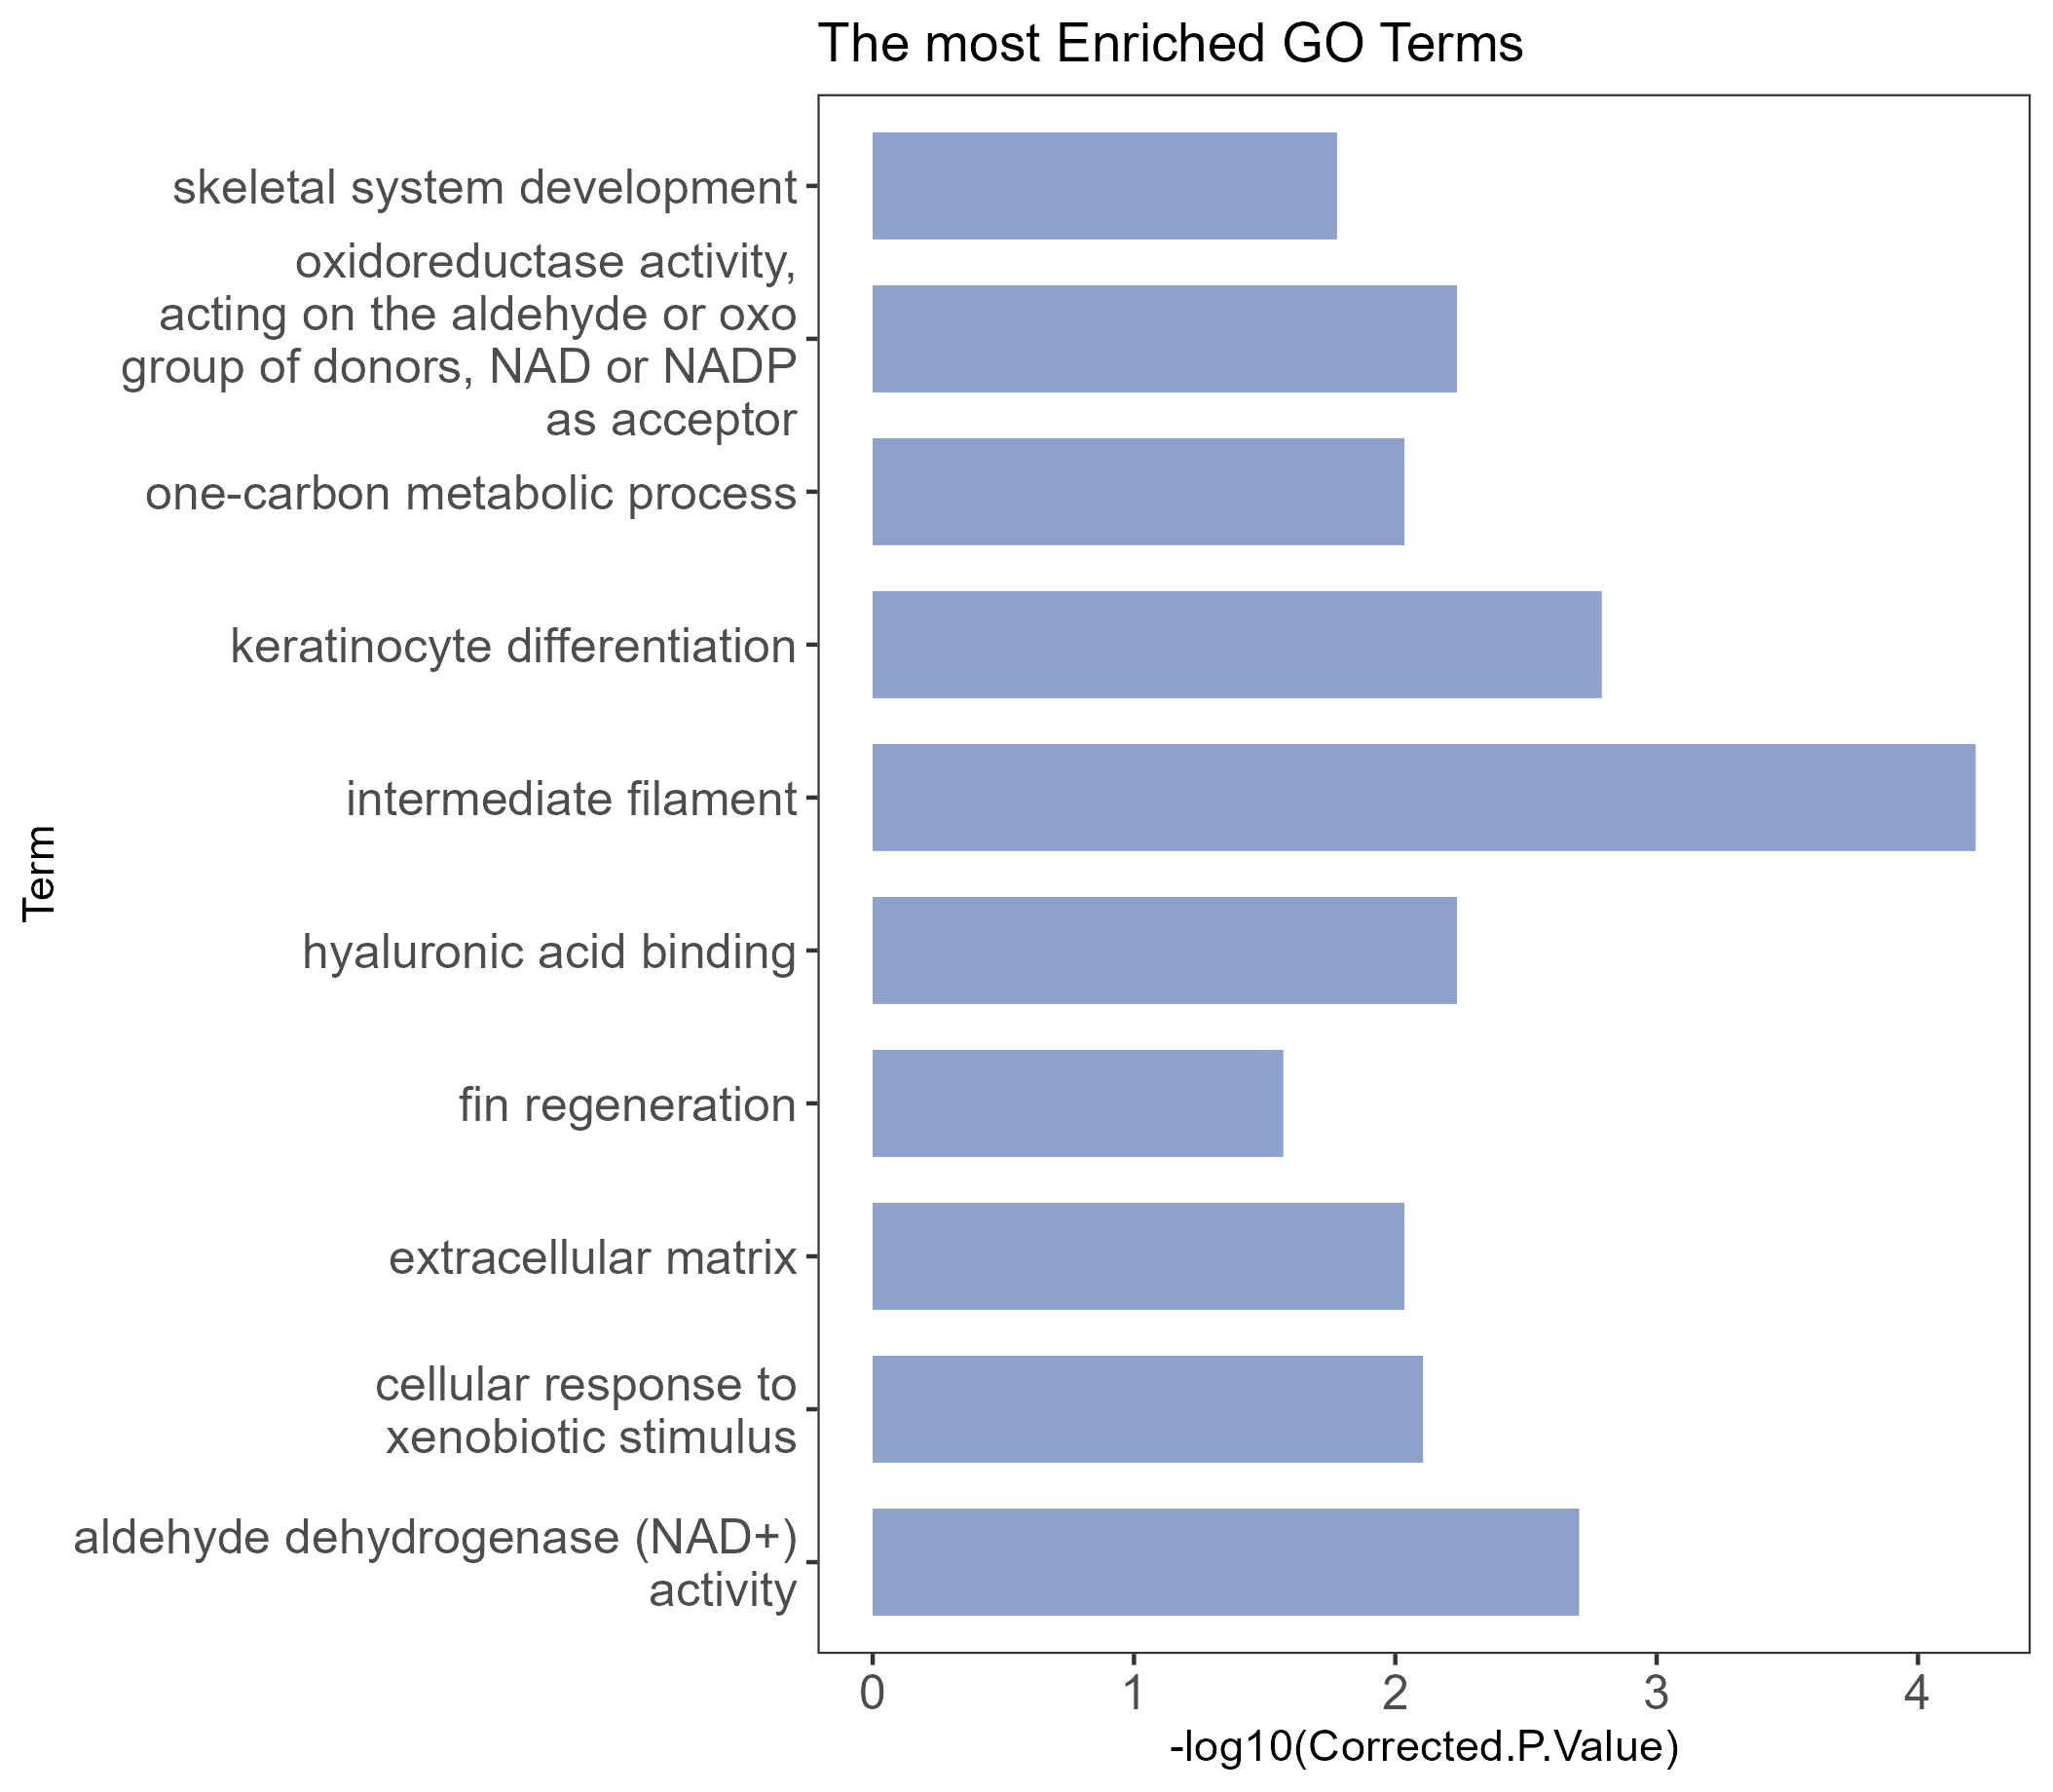 The most Enriched GO Terms
skeletal system development
oxidoreductase activity,
acting on the aldehyde or oxo
group of donors, NAD or NADP
as acceptor
one-carbon metabolic process
keratinocyte differentiation
intermediate filament
hyaluronic acid binding
fin regeneration
extracellular matrix
cellular response to
xenobiotic stimulus
aldehyde dehydrogenase (NAD+)
activity
Term
0 1 2 3 4
-log10(Corrected.P.Value)